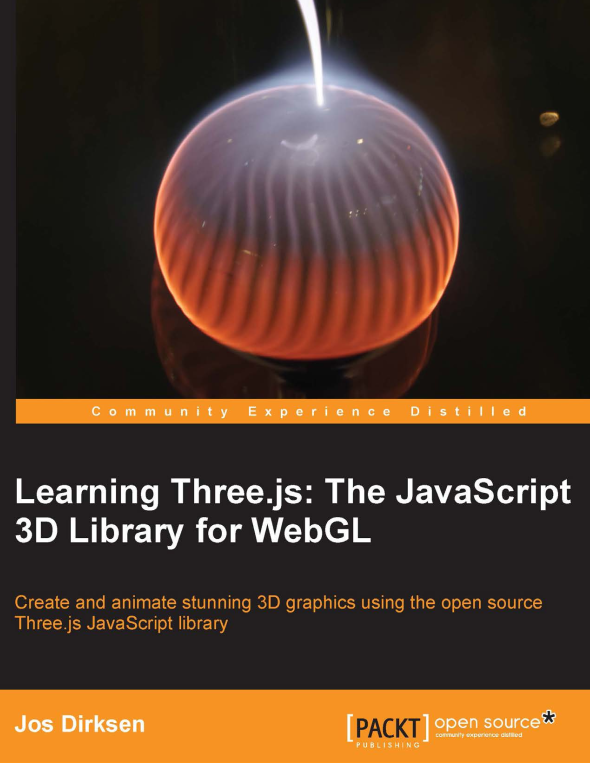 Community Experience Distilled
Learning Three.js: The JavaScript
3D Library for WebGL
Create and animate stunning 3D graphics using the open source
Three.js JavaScript library
Jos Dirksen
[PACKT] open source*
PUBLISHING community experience distilled